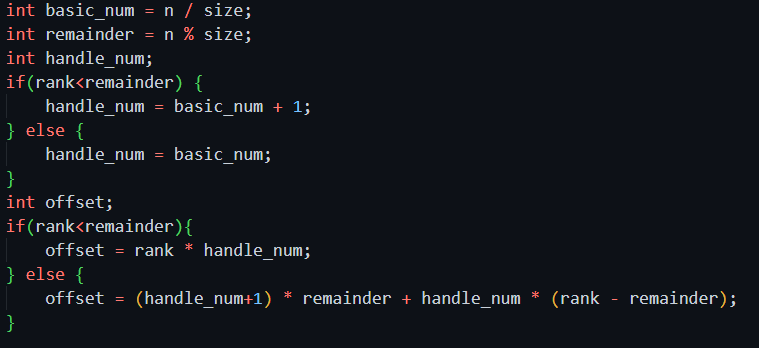 int basic_num = n / size;
int remainder = n % size;
int handle_num;
if(rank<remainder) {
    handle_num = basic_num + 1;
} else {
    handle_num = basic_num;
}
int offset;
if(rank<remainder){
    offset = rank * handle_num;
} else {
    offset = (handle_num+1) * remainder + handle_num * (rank - remainder);
}